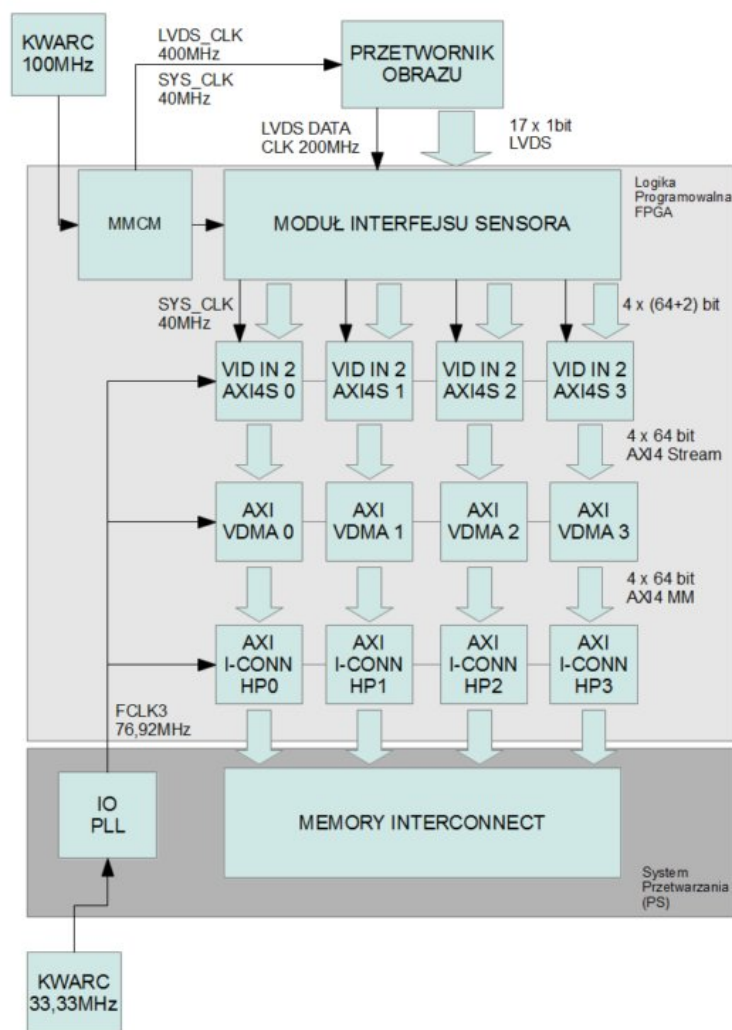 KWARC
100MHz
LVDS_CLK
400MHz
SYS_CLK
40MHz
PRZETWORNIK
OBRAZU
LVDS DATA
CLK 200MHz
17 x 1bit
LVDS
Logika
Programowalna
FPGA
MMCM
MODUŁ INTERFEJSU SENSORA
SYS_CLK
40MHz
4 x (64+2) bit
VID IN 2
AXI4S 0
VID IN 2
AXI4S 1
VID IN 2
AXI4S 2
VID IN 2
AXI4S 3
4 x 64 bit
AXI4 Stream
AXI
VDMA 0
AXI
VDMA 1
AXI
VDMA 2
AXI
VDMA 3
4 x 64 bit
AXI4 MM
AXI
I-CONN
HP0
AXI
I-CONN
HP1
AXI
I-CONN
HP2
AXI
I-CONN
HP3
FCLK3
76,92MHz
IO
PLL
MEMORY INTERCONNECT
System
Przetwarzania
(PS)
KWARC
33,33MHz